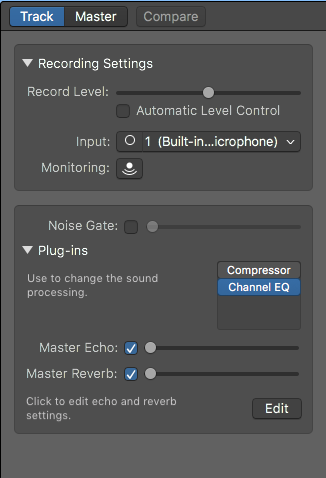 Track Master Compare
Recording Settings
Record Level:
Automatic Level Control
Input: 1 (Built-in...icrophone)
Monitoring:
Noise Gate:
Plug-ins
Use to change the sound
processing.
Compressor
Channel EQ
Master Echo:
Master Reverb:
Click to edit echo and reverb
settings.
Edit